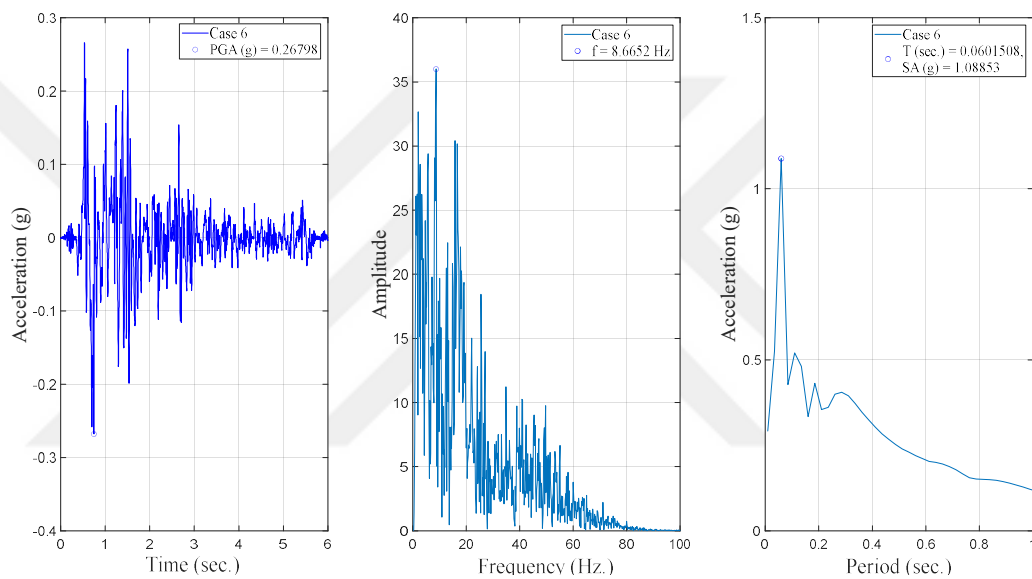 0.3
0.2
0.1
0
-0.1
-0.2
-0.3
-0.4
0 1 2 3 4 5 6
Time (sec.)
Acceleration (g)
Case 6
PGA (g) = 0.26798
40
35
30
25
20
15
10
5
0
0 20 40 60 80 100
Frequency (Hz.)
Amplitude
Case 6
f = 8.6652 Hz
1.5
1
0.5
0
0 0.2 0.4 0.6 0.8 1
Period (sec.)
Acceleration (g)
Case 6
T (sec.) = 0.0601508,
SA (g) = 1.08853